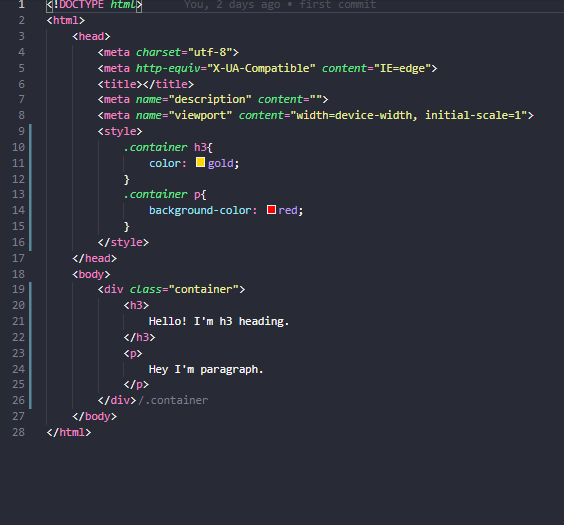 1 <!DOCTYPE html> You, 2 days ago • first commit
2 <html>
3 <head>
4 <meta charset="utf-8">
5 <meta http-equiv="X-UA-Compatible" content="IE=edge">
6 <title></title>
7 <meta name="description" content="">
8 <meta name="viewport" content="width=device-width, initial-scale=1">
9 <style>
10 .container h3{
11 color: gold;
12 }
13 .container p{
14 background-color: red;
15 }
16 </style>
17 </head>
18 <body>
19 <div class="container">
20 <h3>
21 Hello! I'm h3 heading.
22 </h3>
23 <p>
24 Hey I'm paragraph.
25 </p>
26 </div>/.container
27 </body>
28 </html>